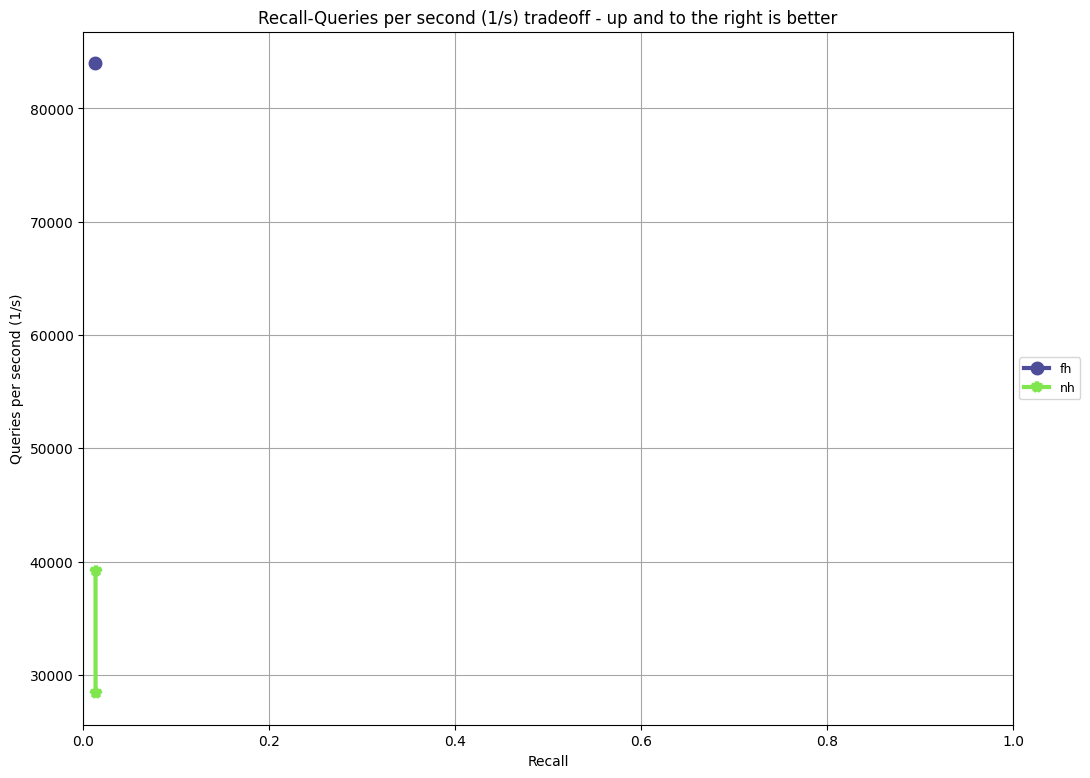 Recall-Queries per second (1/s) tradeoff - up and to the right is better
Queries per second (1/s)
80000
70000
60000
50000
40000
30000
0.0
0.2
0.4
0.6
0.8
1.0
Recall
fh
nh